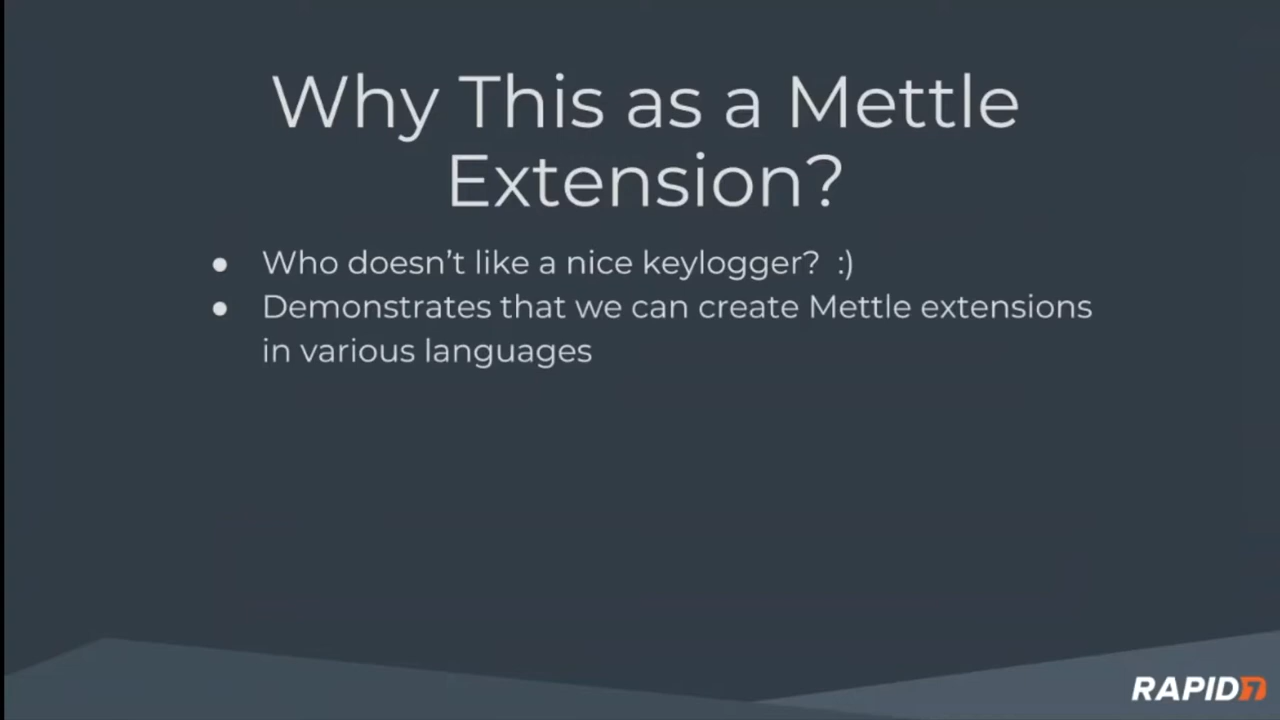 Why This as a Mettle
Extension?
● Who doesn’t like a nice keylogger? :)
● Demonstrates that we can create Mettle extensions
in various languages
RAPID7